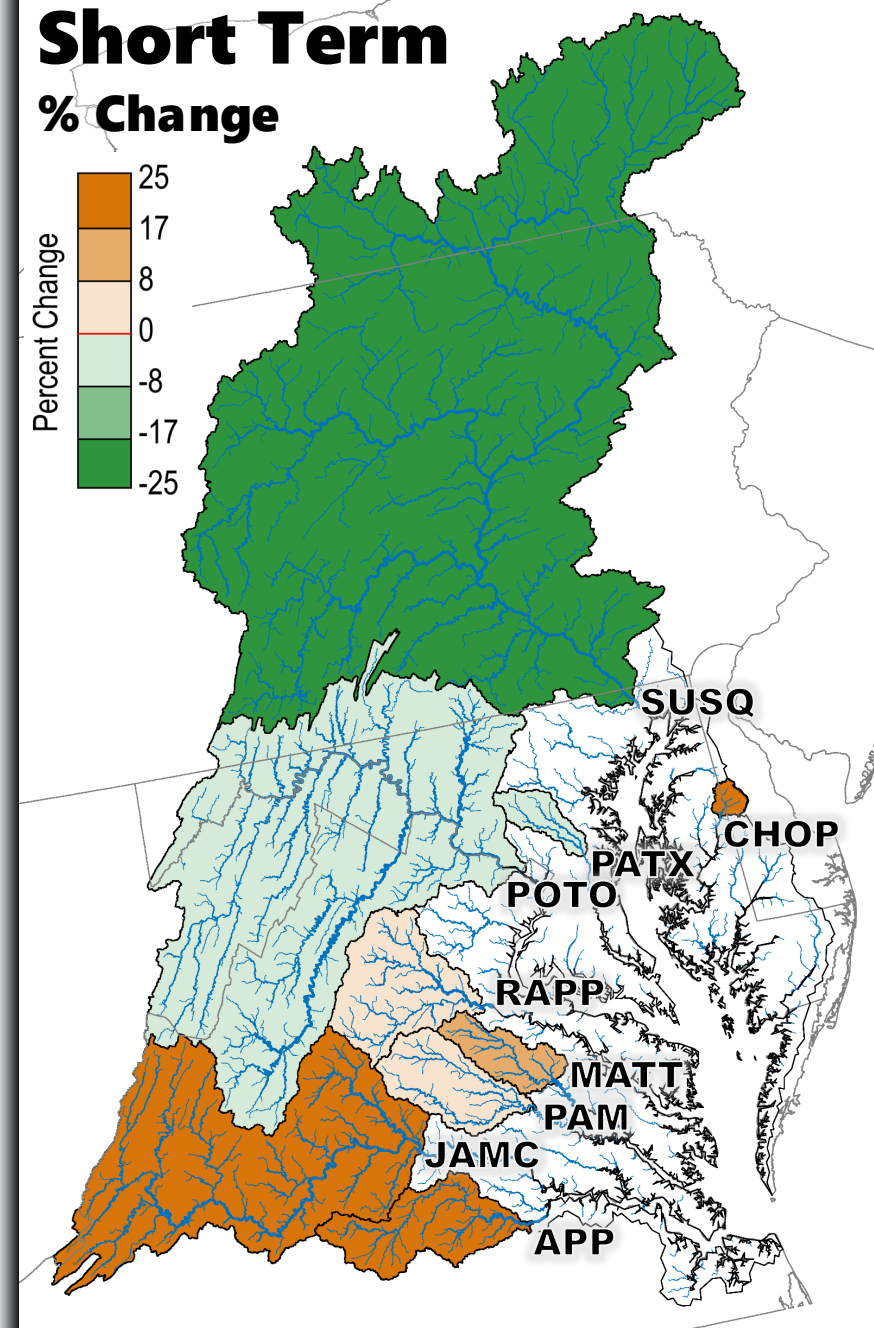 Short Term
% Change
Percent Change
25
17
8
0
-8
-17
-25
SUSQ
CHOP
PATX
POTO
RAPP
MATT
PAM
JAMC
APP